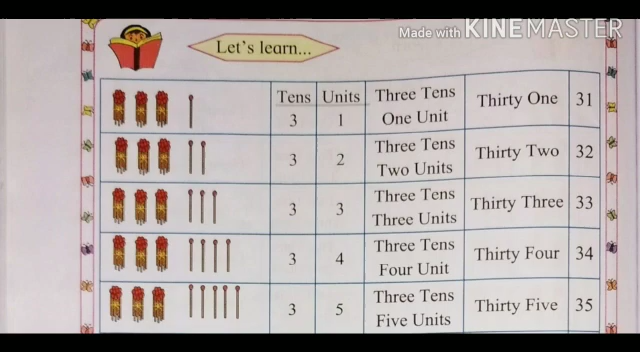 Made with KINEMASTER
Let's learn...
Tens Units Three Tens
3 1 One Unit Thirty One 31
Three Tens
3 2 Two Units Thirty Two 32
Three Tens
3 3 Three Units Thirty Three 33
Three Tens
3 4 Four Unit Thirty Four 34
Three Tens
3 5 Five Units Thirty Five 35